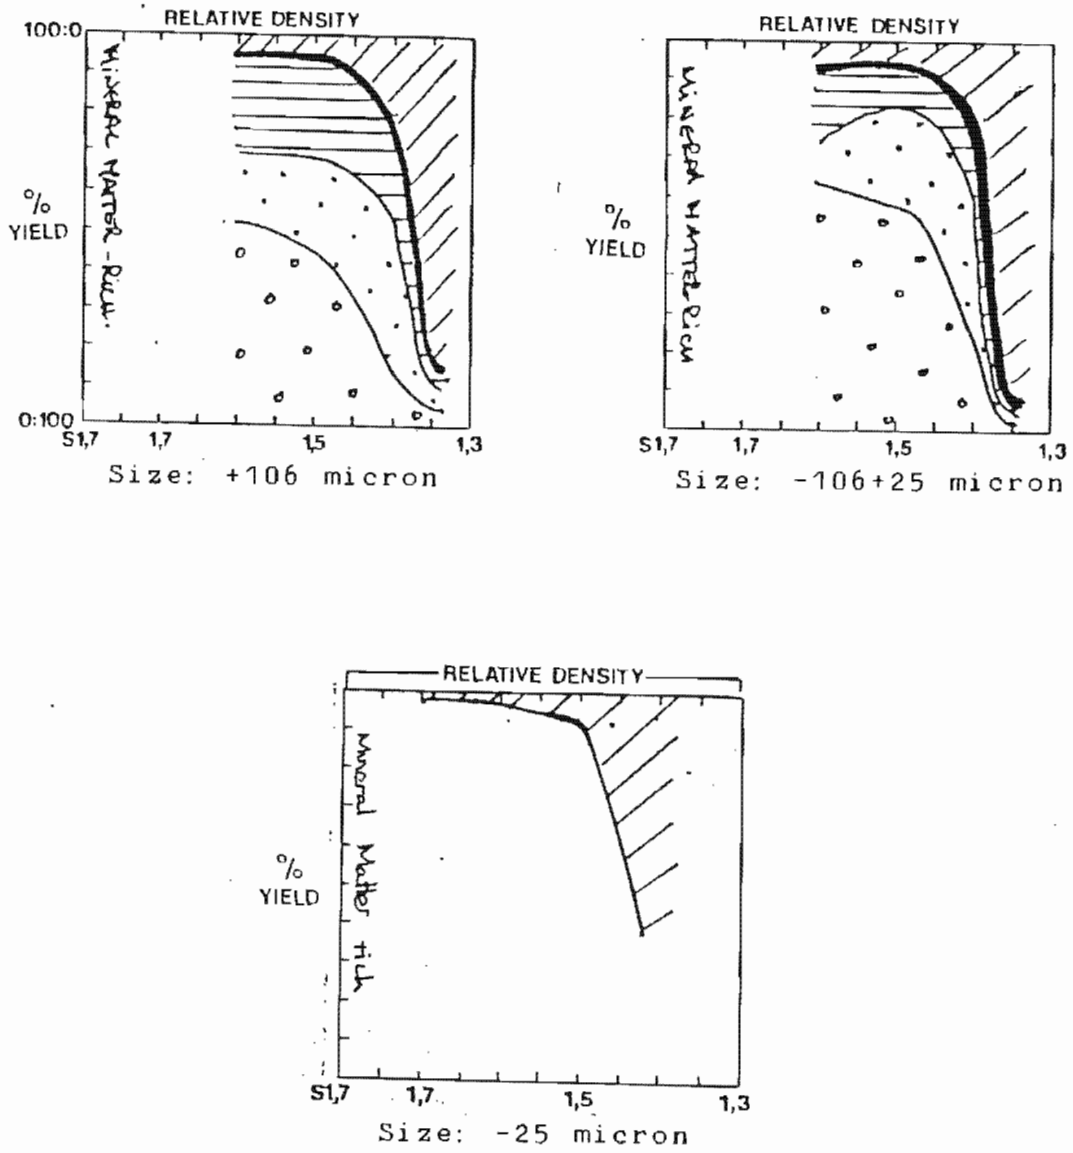 RELATIVE DENSITY
100:0
MINERAL MATTER-RICH.
%
YIELD
0:100
S1,7 1,7 1,5 1,3
Size: +106 micron
RELATIVE DENSITY
MINERAL MATTER-RICH
%
YIELD
S1,7 1,7 1,5 1,3
Size: -106+25 micron
RELATIVE DENSITY
Mineral Matter rich
%
YIELD
S1,7 1,7 1,5 1,3
Size: -25 micron